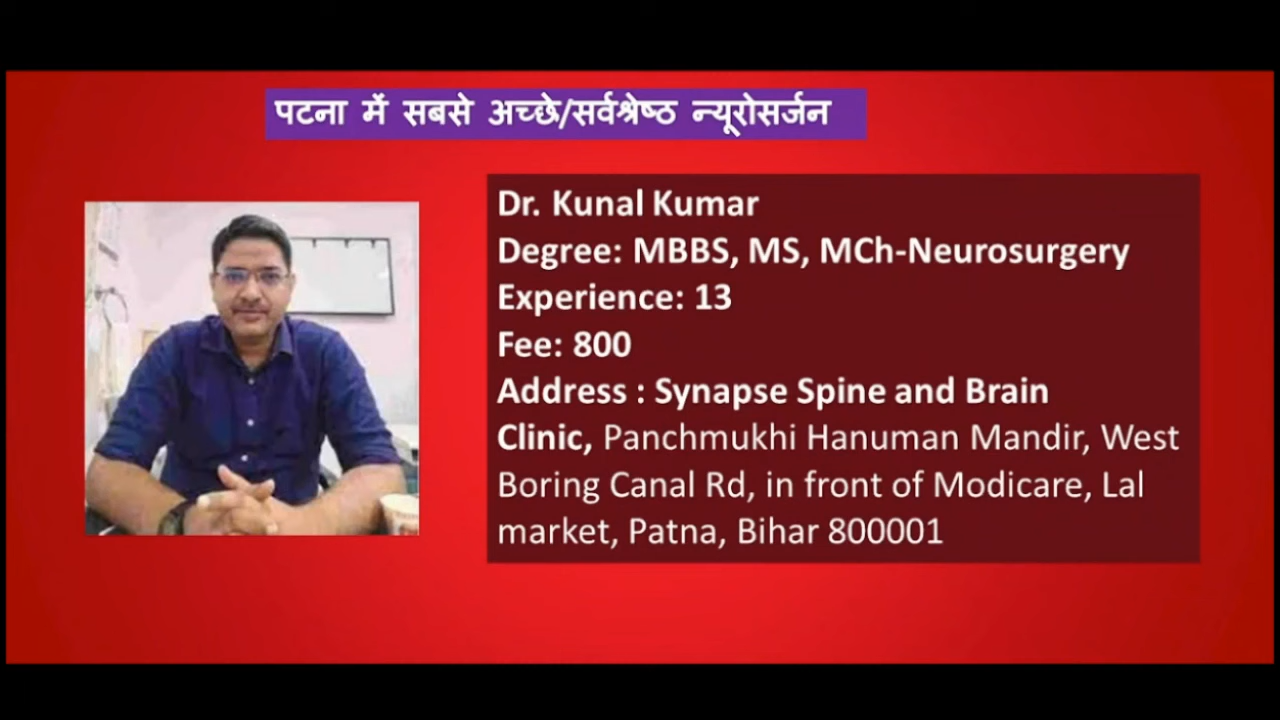 पटना में सबसे अच्छे/सर्वश्रेष्ठ न्यूरोसर्जन
Dr. Kunal Kumar
Degree: MBBS, MS, MCh-Neurosurgery
Experience: 13
Fee: 800
Address : Synapse Spine and Brain
Clinic, Panchmukhi Hanuman Mandir, West
Boring Canal Rd, in front of Modicare, Lal
market, Patna, Bihar 800001